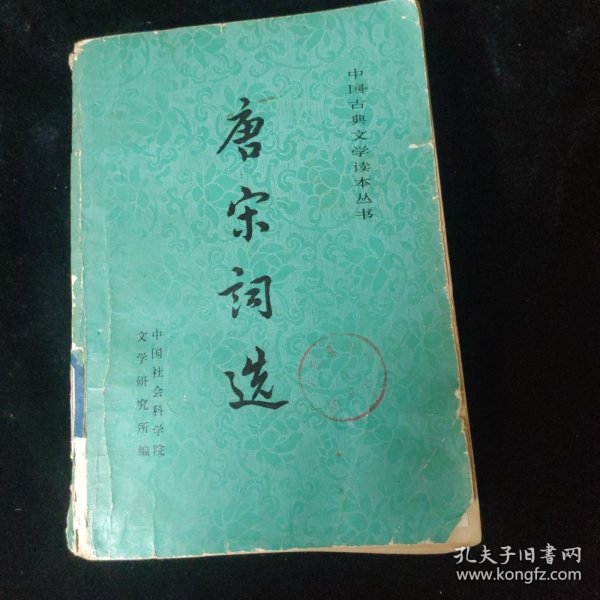 中国古典文学读本丛书
唐宋词选
中国社会科学院
文学研究所编
孔夫子旧书网
www.kongfz.com